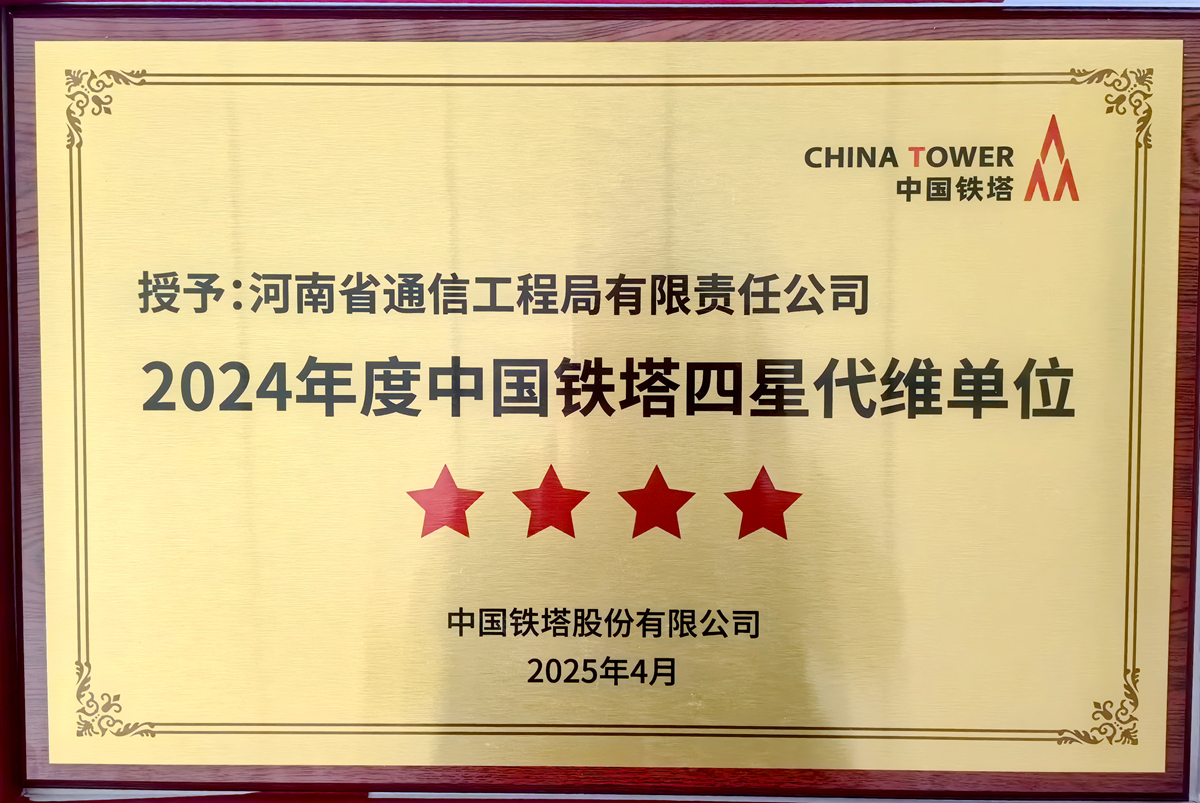 CHINA TOWER
中国铁塔
授予:河南省通信工程局有限责任公司
2024年度中国铁塔四星代维单位
中国铁塔股份有限公司
2025年4月